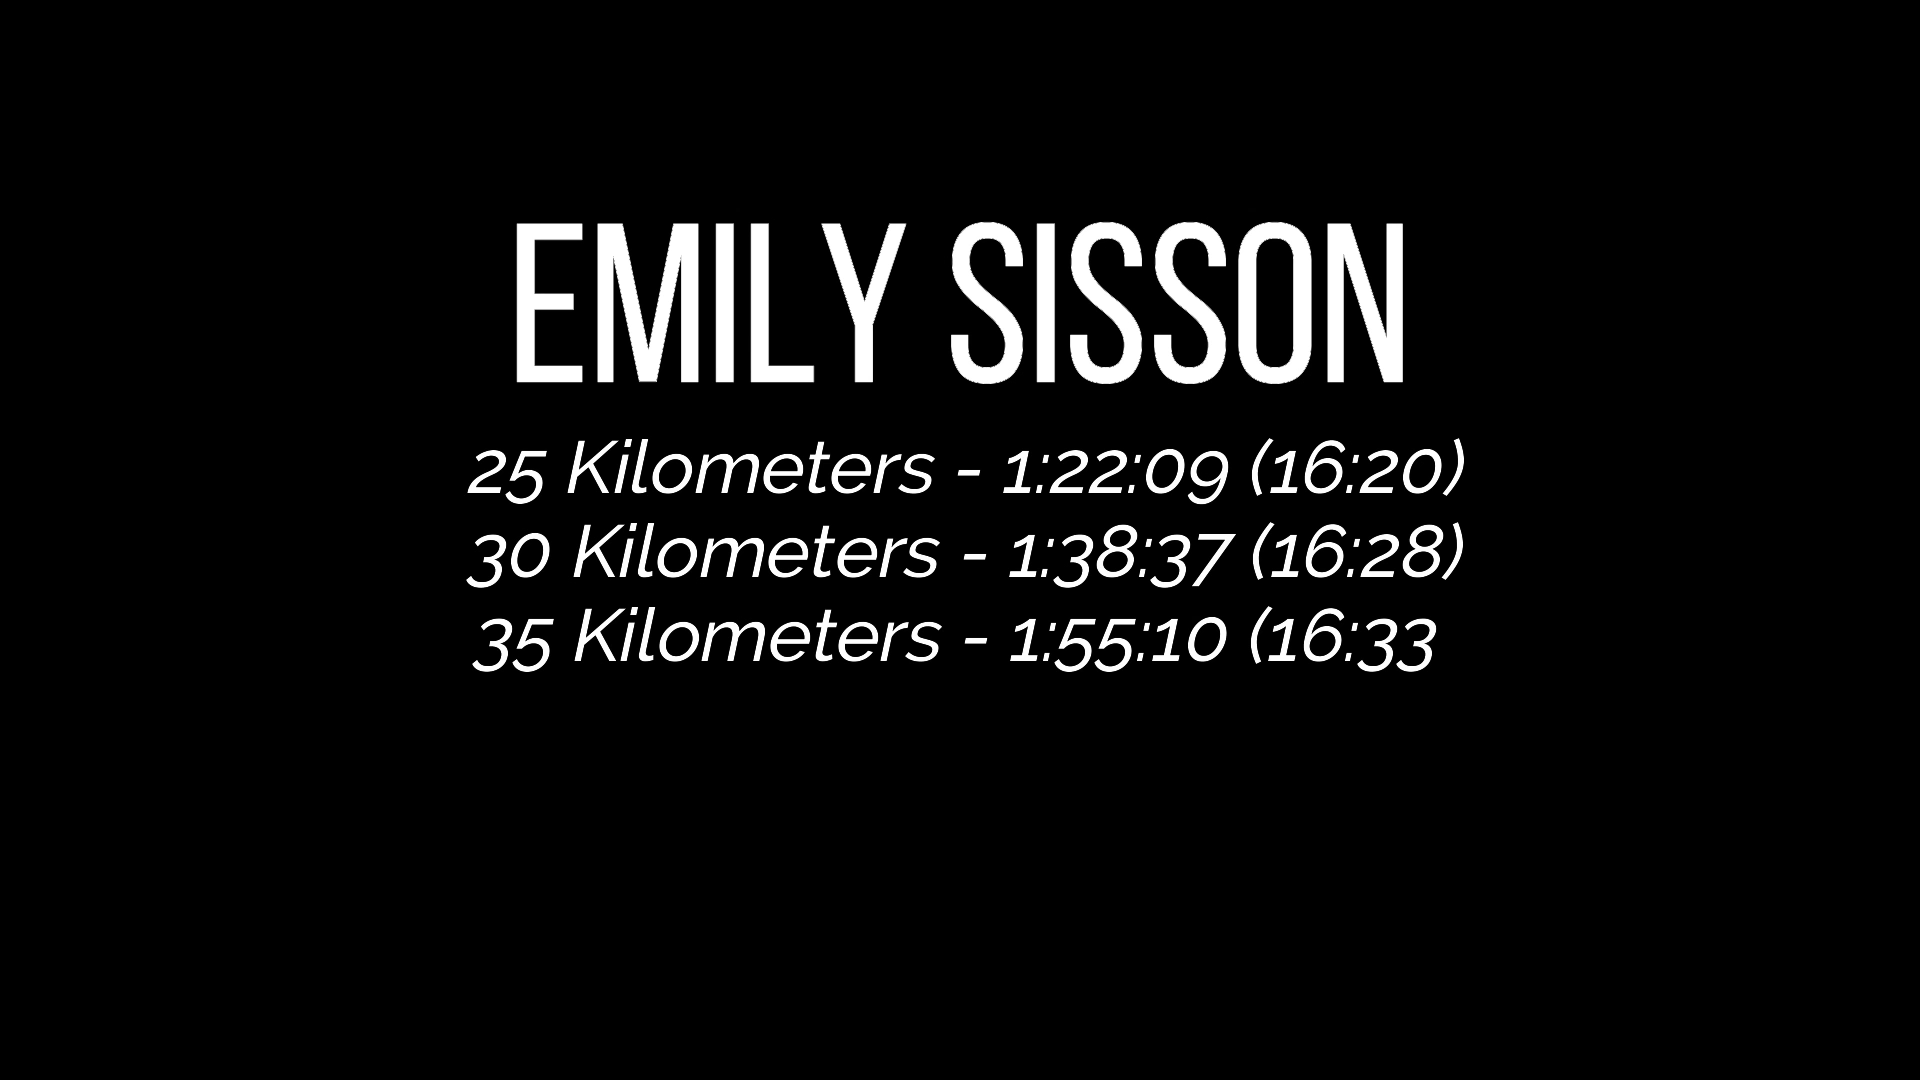 EMILY SISSON
25 Kilometers - 1:22:09 (16:20)
30 Kilometers - 1:38:37 (16:28)
35 Kilometers - 1:55:10 (16:33